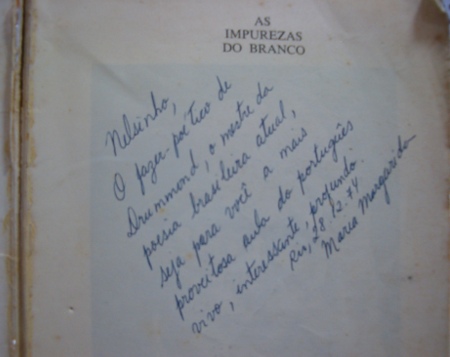 AS
IMPUREZAS
DO BRANCO
Nelsinho,
O fazer-poético de
Drummond, o mestre da
poesia brasileira atual,
seja para você a mais
proveitosa aula do português
vivo, interessante, profundo.
Rio, 28.12.74
Maria Margarida